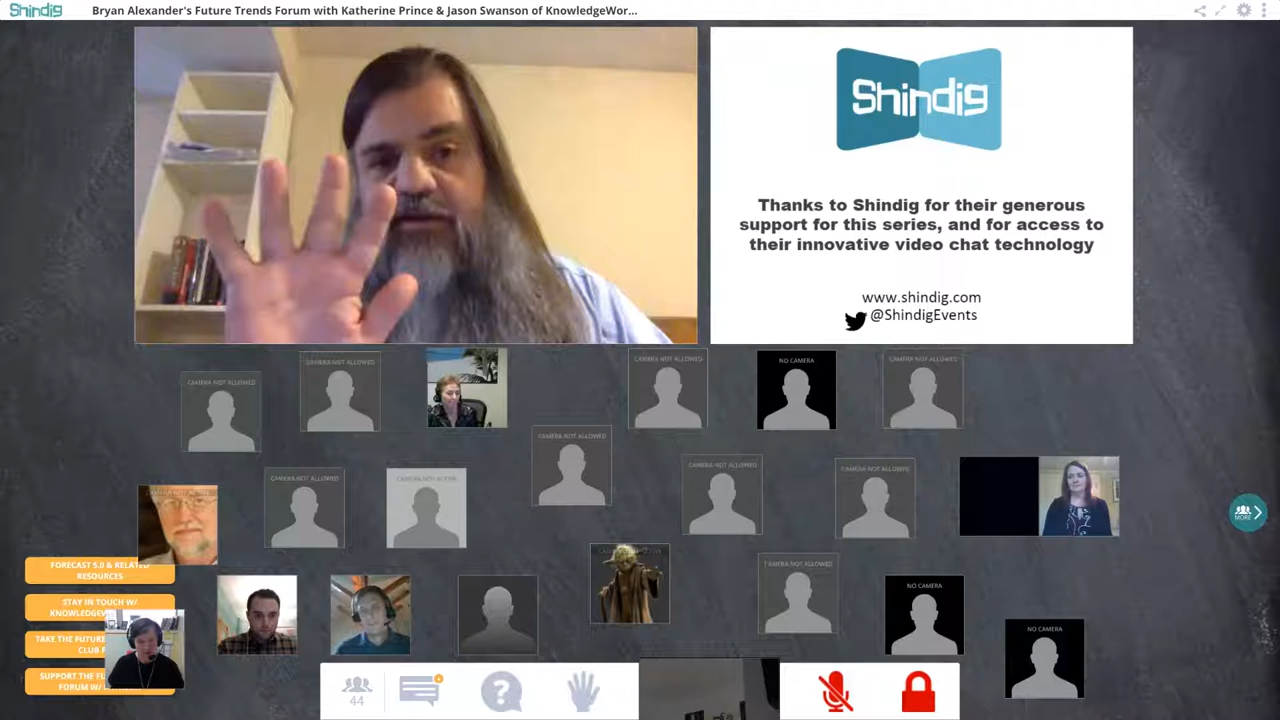 Shindig
Bryan Alexander's Future Trends Forum with Katherine Prince & Jason Swanson of KnowledgeWor...
Shindig
Thanks to Shindig for their generous
support for this series, and for access to
their innovative video chat technology
www.shindig.com
@ShindigEvents
CAMERA NOT ALLOWED
CAMERA NOT ALLOWED
CAMERA NOT ALLOWED
NO CAMERA
CAMERA NOT ALLOWED
CAMERA NOT ALLOWED
CAMERA NOT ALLOWED
CAMERA NOT ACTIVE
CAMERA NOT ALLOWED
CAMERA NOT ALLOWED
MORE
FORECAST 5.0 & RELATED
RESOURCES
STAY IN TOUCH W/
TAKE THE
CLUB
SUPPORT THE
FORUM W/
CAMERA NOT ALLOWED
NO CAMERA
NO CAMERA
44